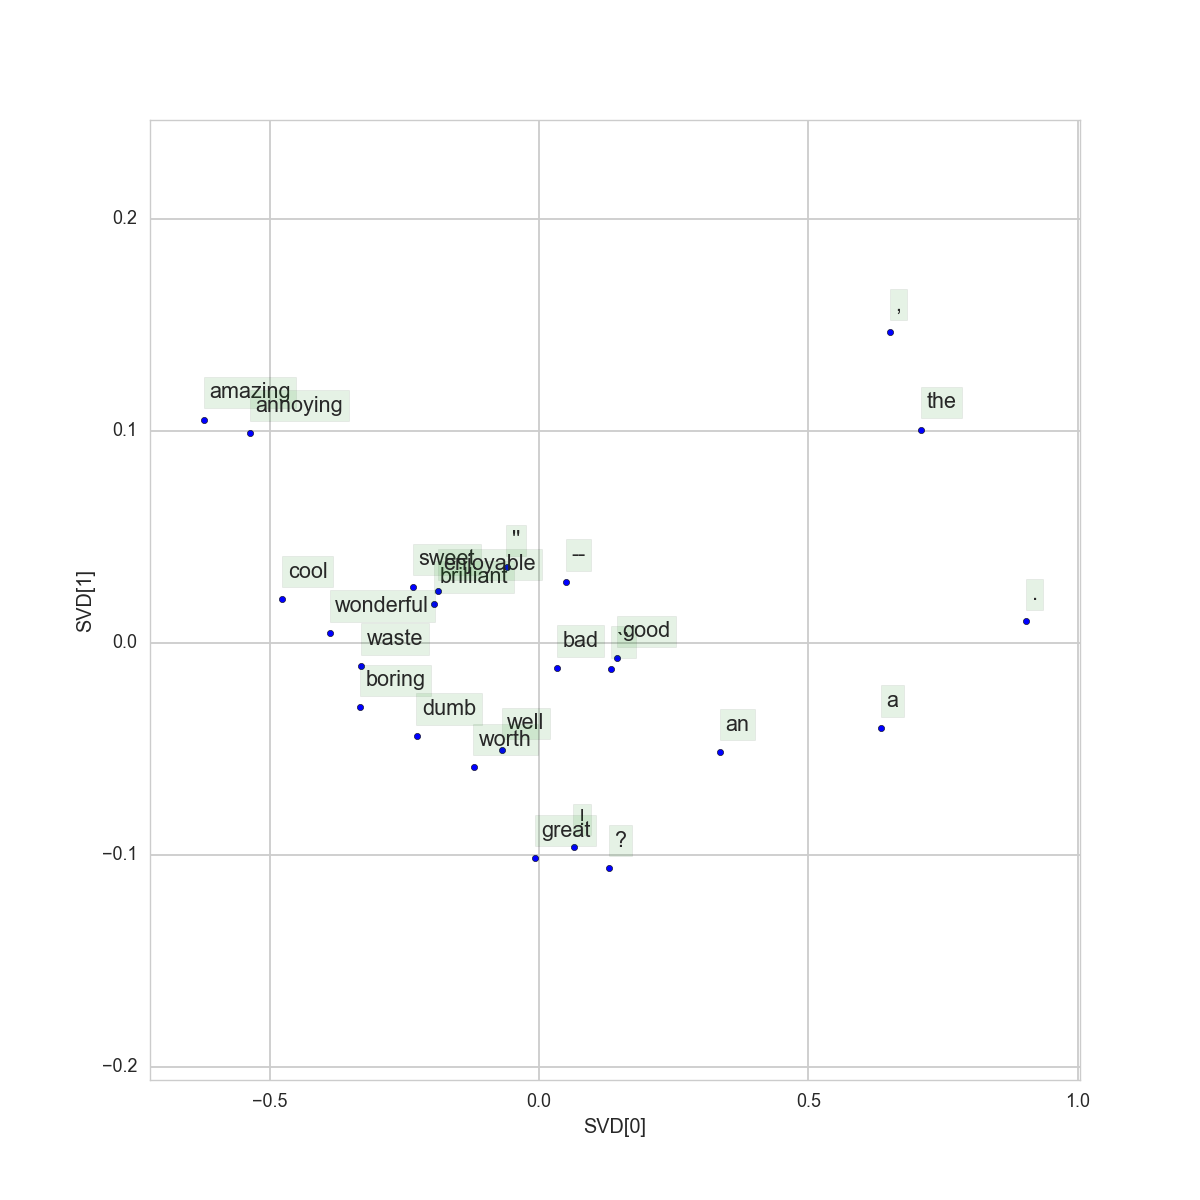 0.2
,
amazing
annoying
the
0.1
"
--
sweet
enjoyable
brilliant
cool
wonderful
.
waste
bad
``
good
0.0
boring
a
dumb
well
an
worth
!
great
?
−0.1
−0.2
−0.5
0.0
0.5
1.0
SVD[0]
SVD[1]